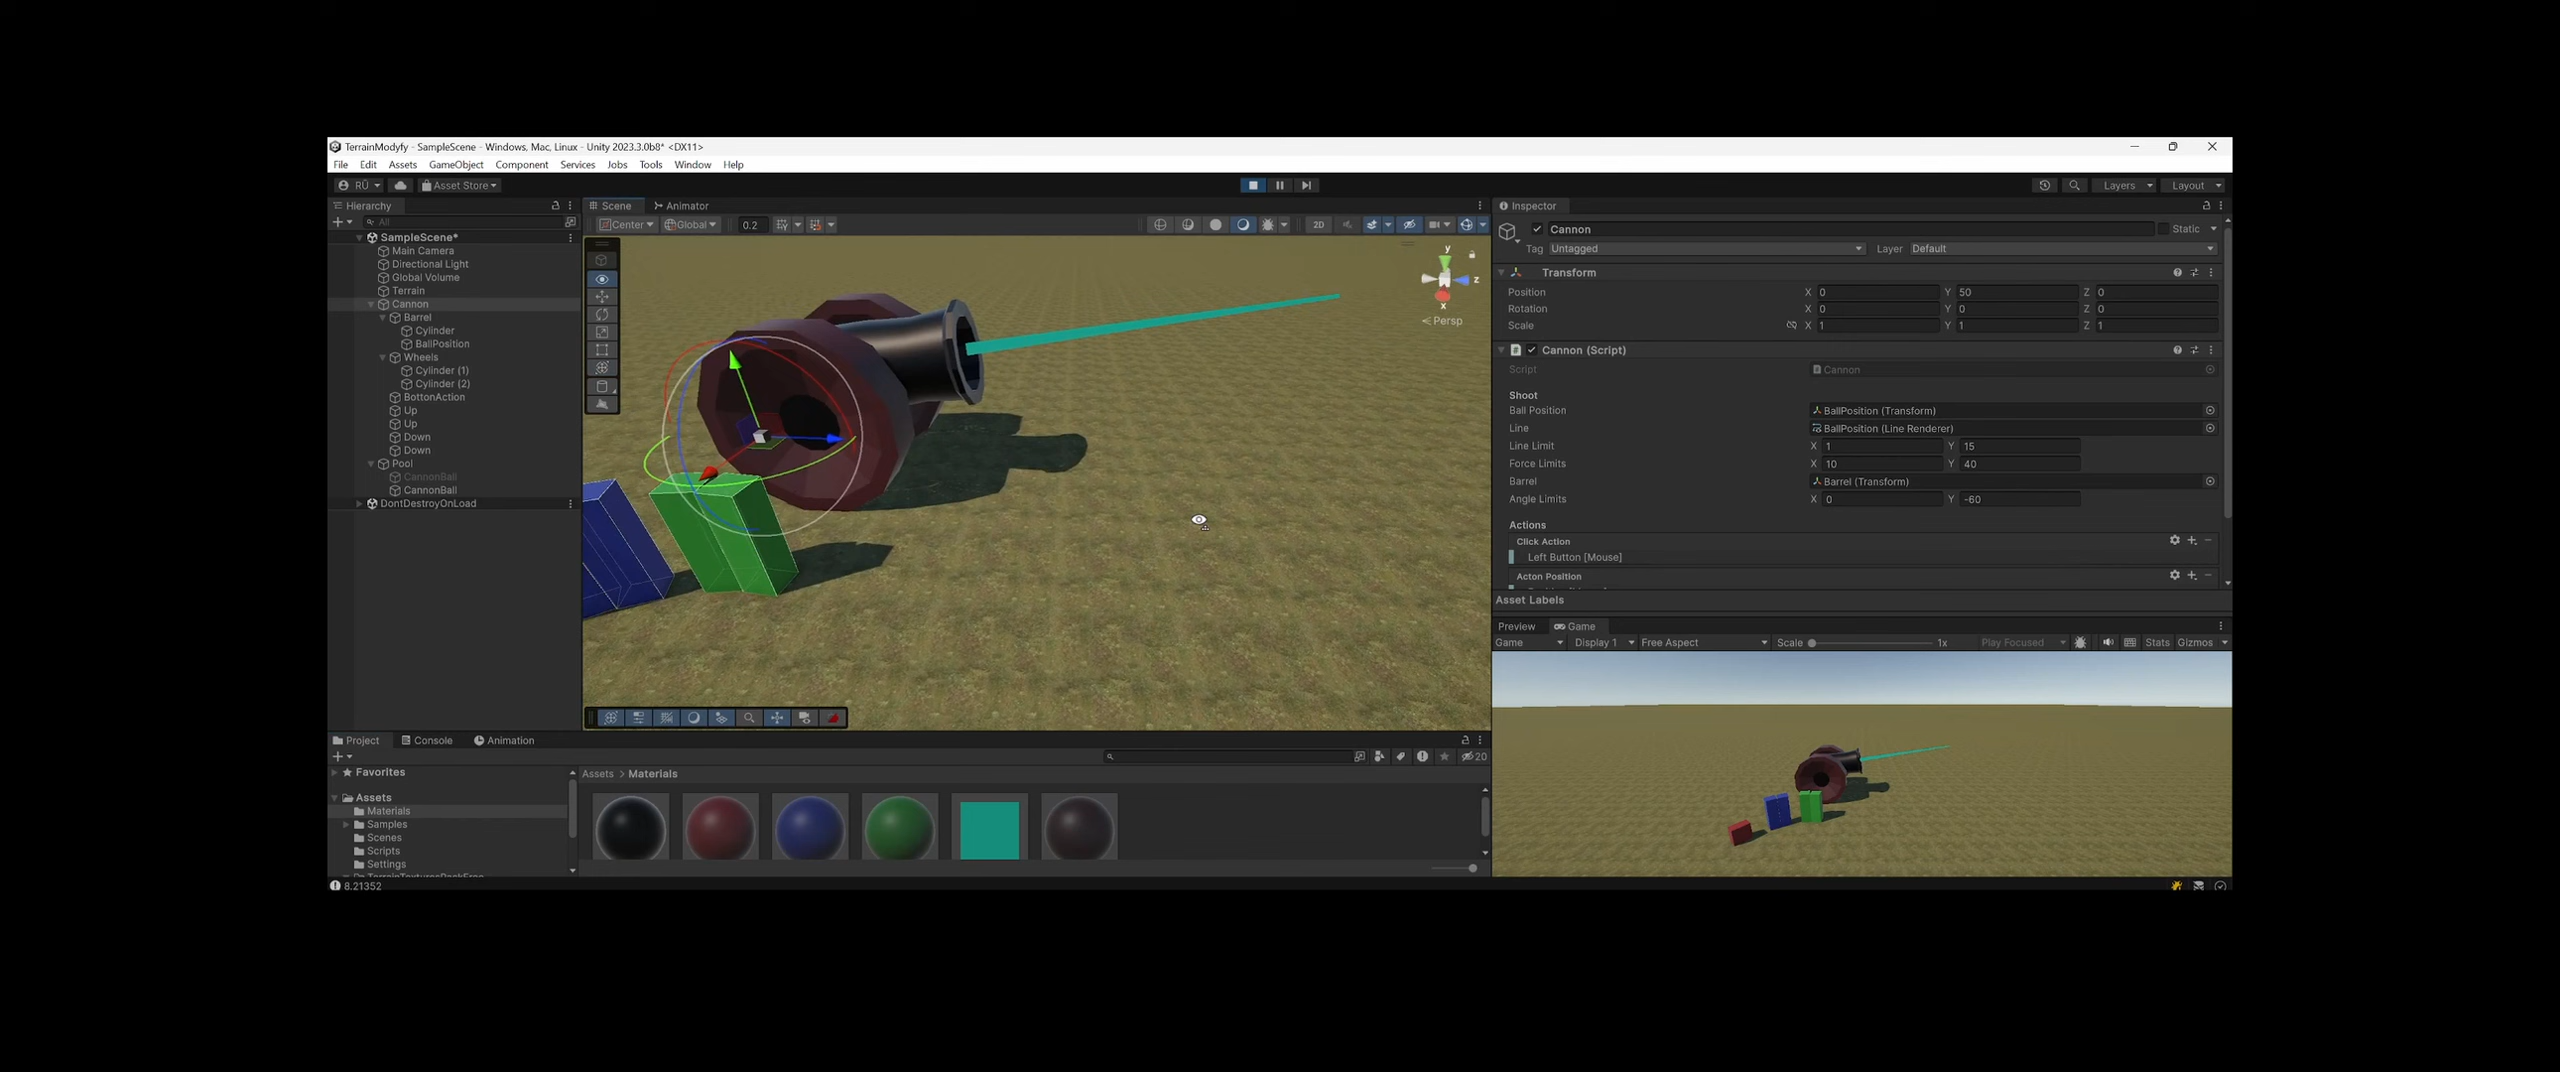 TerrainModyfy - SampleScene - Windows, Mac, Linux - Unity 2023.3.0b8* <DX11>
File Edit Assets GameObject Component Services Jobs Tools Window Help
RÜ Asset Store Layers Layout
Hierarchy
All
SampleScene*
Main Camera
Directional Light
Global Volume
Terrain
Cannon
Barrel
Cylinder
BallPosition
Wheels
Cylinder (1)
Cylinder (2)
BottonAction
Up
Up
Down
Down
Pool
CannonBall
CannonBall
DontDestroyOnLoad
Scene Animator
Center Global 0.2 2D
y
z
x
Persp
Inspector
Cannon Static
Tag Untagged Layer Default
Transform
Position X 0 Y 50 Z 0
Rotation X 0 Y 0 Z 0
Scale X 1 Y 1 Z 1
Cannon (Script)
Script Cannon
Shoot
Ball Position BallPosition (Transform)
Line BallPosition (Line Renderer)
Line Limit X 1 Y 15
Force Limits X 10 Y 40
Barrel Barrel (Transform)
Angle Limits X 0 Y -60
Actions
Click Action
Left Button [Mouse]
Acton Position
Asset Labels
Preview Game
Game Display 1 Free Aspect Scale 1x Play Focused Stats Gizmos
Project Console Animation
20
Favorites
Assets
Materials
Samples
Scenes
Scripts
Settings
Assets > Materials
8.21352